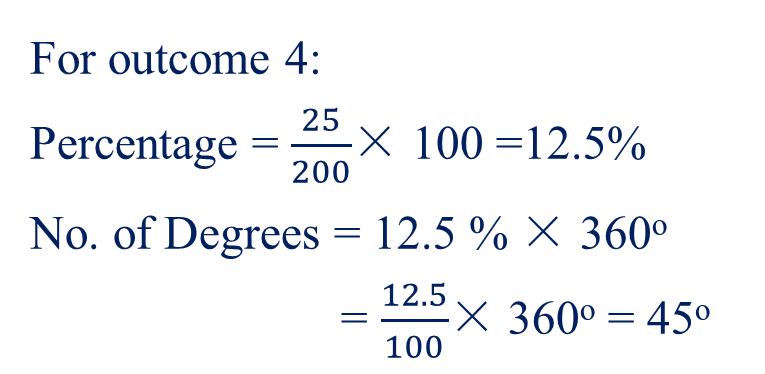 For outcome 4:
Percentage = 25/200 × 100 =12.5%
No. of Degrees = 12.5 % × 360°
= 12.5/100 × 360° = 45°